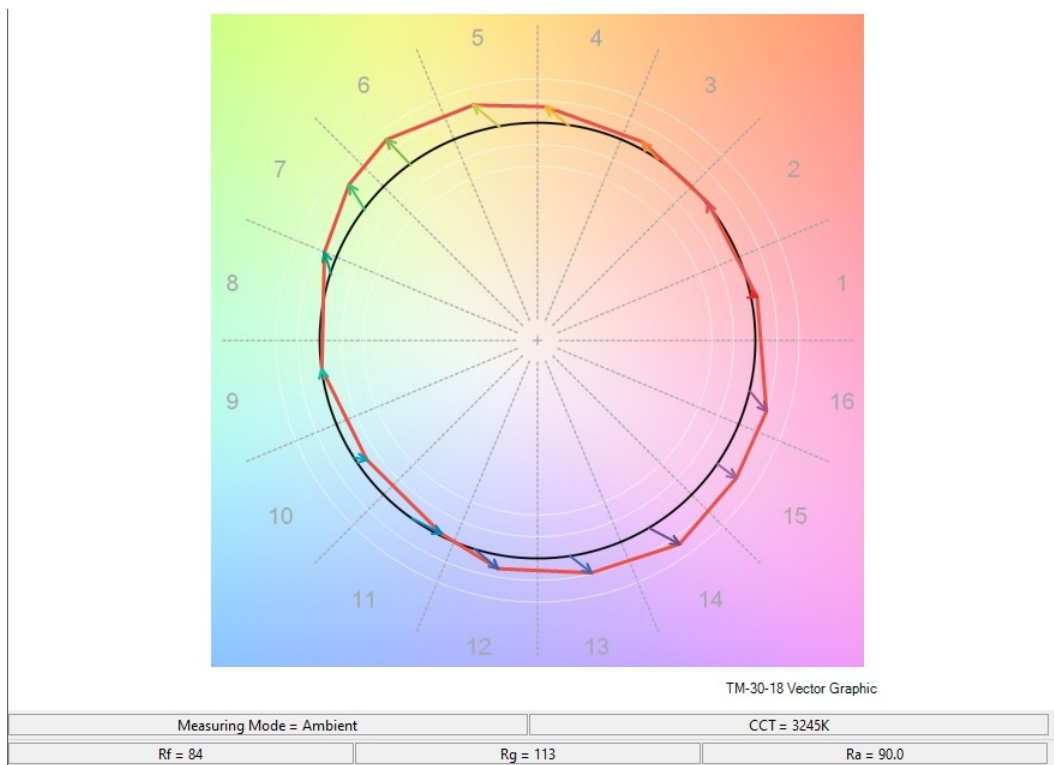 5 4
6 3
7 2
8 1
9 16
10 15
11 14
12 13
TM-30-18 Vector Graphic
Measuring Mode = Ambient CCT = 3245K
Rf = 84 Rg = 113 Ra = 90.0